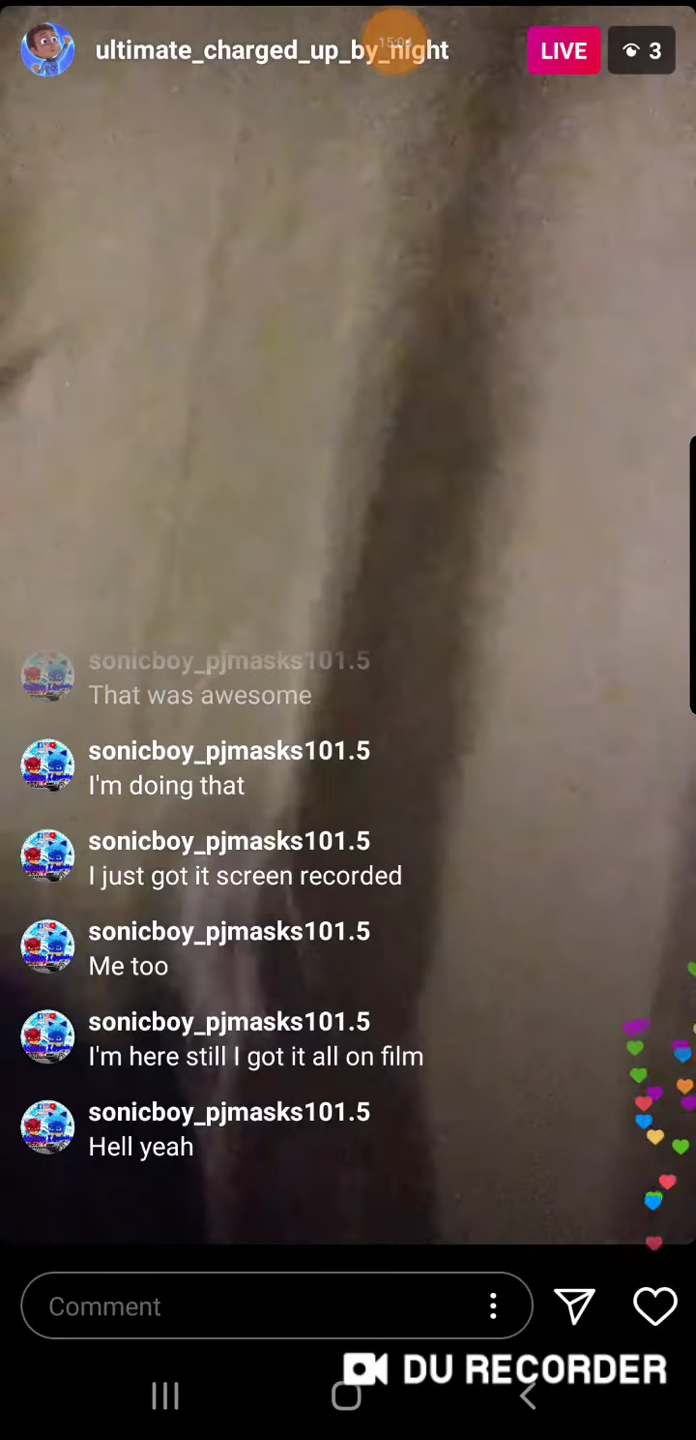 ultimate_charged_up_by_night
LIVE
3
sonicboy_pjmasks101.5
That was awesome
sonicboy_pjmasks101.5
I'm doing that
sonicboy_pjmasks101.5
I just got it screen recorded
sonicboy_pjmasks101.5
Me too
sonicboy_pjmasks101.5
I'm here still I got it all on film
sonicboy_pjmasks101.5
Hell yeah
Comment
DU RECORDER